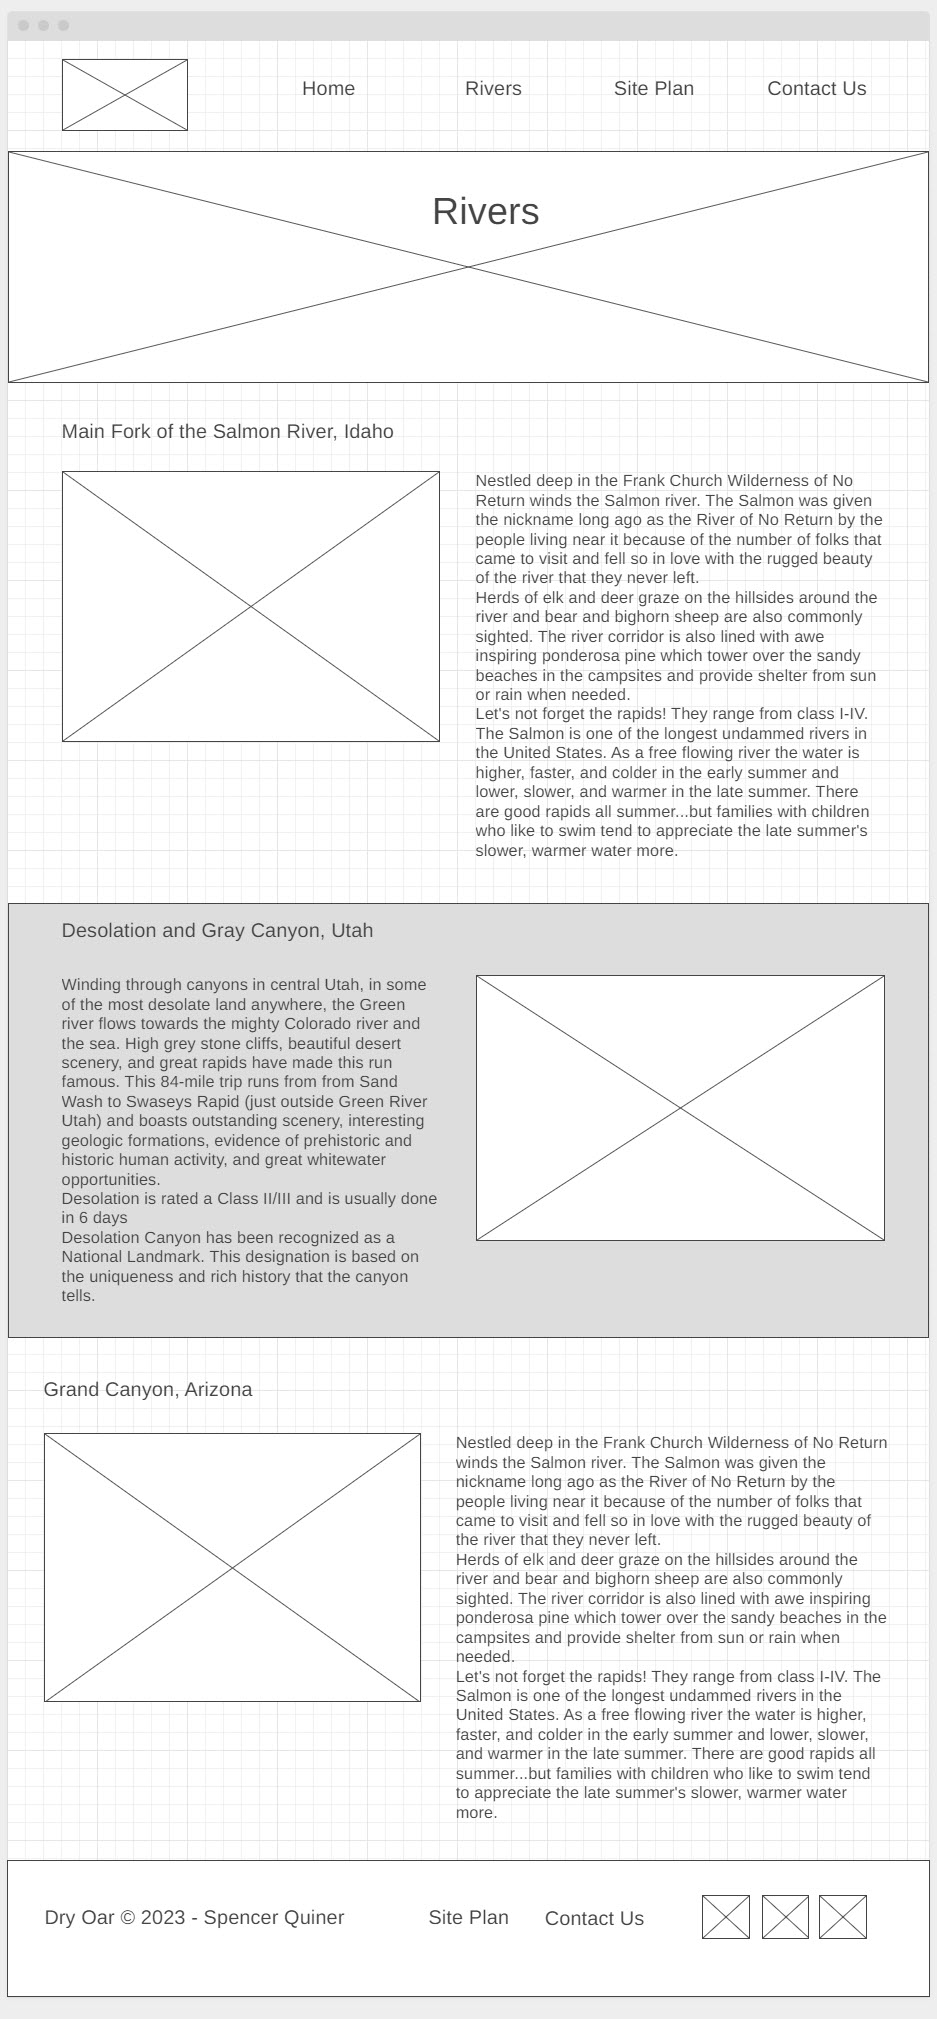 Home Rivers Site Plan Contact Us
Rivers
Main Fork of the Salmon River, Idaho
Nestled deep in the Frank Church Wilderness of No
Return winds the Salmon river. The Salmon was given
the nickname long ago as the River of No Return by the
people living near it because of the number of folks that
came to visit and fell so in love with the rugged beauty
of the river that they never left.
Herds of elk and deer graze on the hillsides around the
river and bear and bighorn sheep are also commonly
sighted. The river corridor is also lined with awe
inspiring ponderosa pine which tower over the sandy
beaches in the campsites and provide shelter from sun
or rain when needed.
Let's not forget the rapids! They range from class I-IV.
The Salmon is one of the longest undammed rivers in
the United States. As a free flowing river the water is
higher, faster, and colder in the early summer and
lower, slower, and warmer in the late summer. There
are good rapids all summer...but families with children
who like to swim tend to appreciate the late summer's
slower, warmer water more.
Desolation and Gray Canyon, Utah
Winding through canyons in central Utah, in some
of the most desolate land anywhere, the Green
river flows towards the mighty Colorado river and
the sea. High grey stone cliffs, beautiful desert
scenery, and great rapids have made this run
famous. This 84-mile trip runs from from Sand
Wash to Swaseys Rapid (just outside Green River
Utah) and boasts outstanding scenery, interesting
geologic formations, evidence of prehistoric and
historic human activity, and great whitewater
opportunities.
Desolation is rated a Class II/III and is usually done
in 6 days
Desolation Canyon has been recognized as a
National Landmark. This designation is based on
the uniqueness and rich history that the canyon
tells.
Grand Canyon, Arizona
Nestled deep in the Frank Church Wilderness of No Return
winds the Salmon river. The Salmon was given the
nickname long ago as the River of No Return by the
people living near it because of the number of folks that
came to visit and fell so in love with the rugged beauty of
the river that they never left.
Herds of elk and deer graze on the hillsides around the
river and bear and bighorn sheep are also commonly
sighted. The river corridor is also lined with awe inspiring
ponderosa pine which tower over the sandy beaches in the
campsites and provide shelter from sun or rain when
needed.
Let's not forget the rapids! They range from class I-IV. The
Salmon is one of the longest undammed rivers in the
United States. As a free flowing river the water is higher,
faster, and colder in the early summer and lower, slower,
and warmer in the late summer. There are good rapids all
summer...but families with children who like to swim tend
to appreciate the late summer's slower, warmer water
more.
Dry Oar © 2023 - Spencer Quiner Site Plan Contact Us